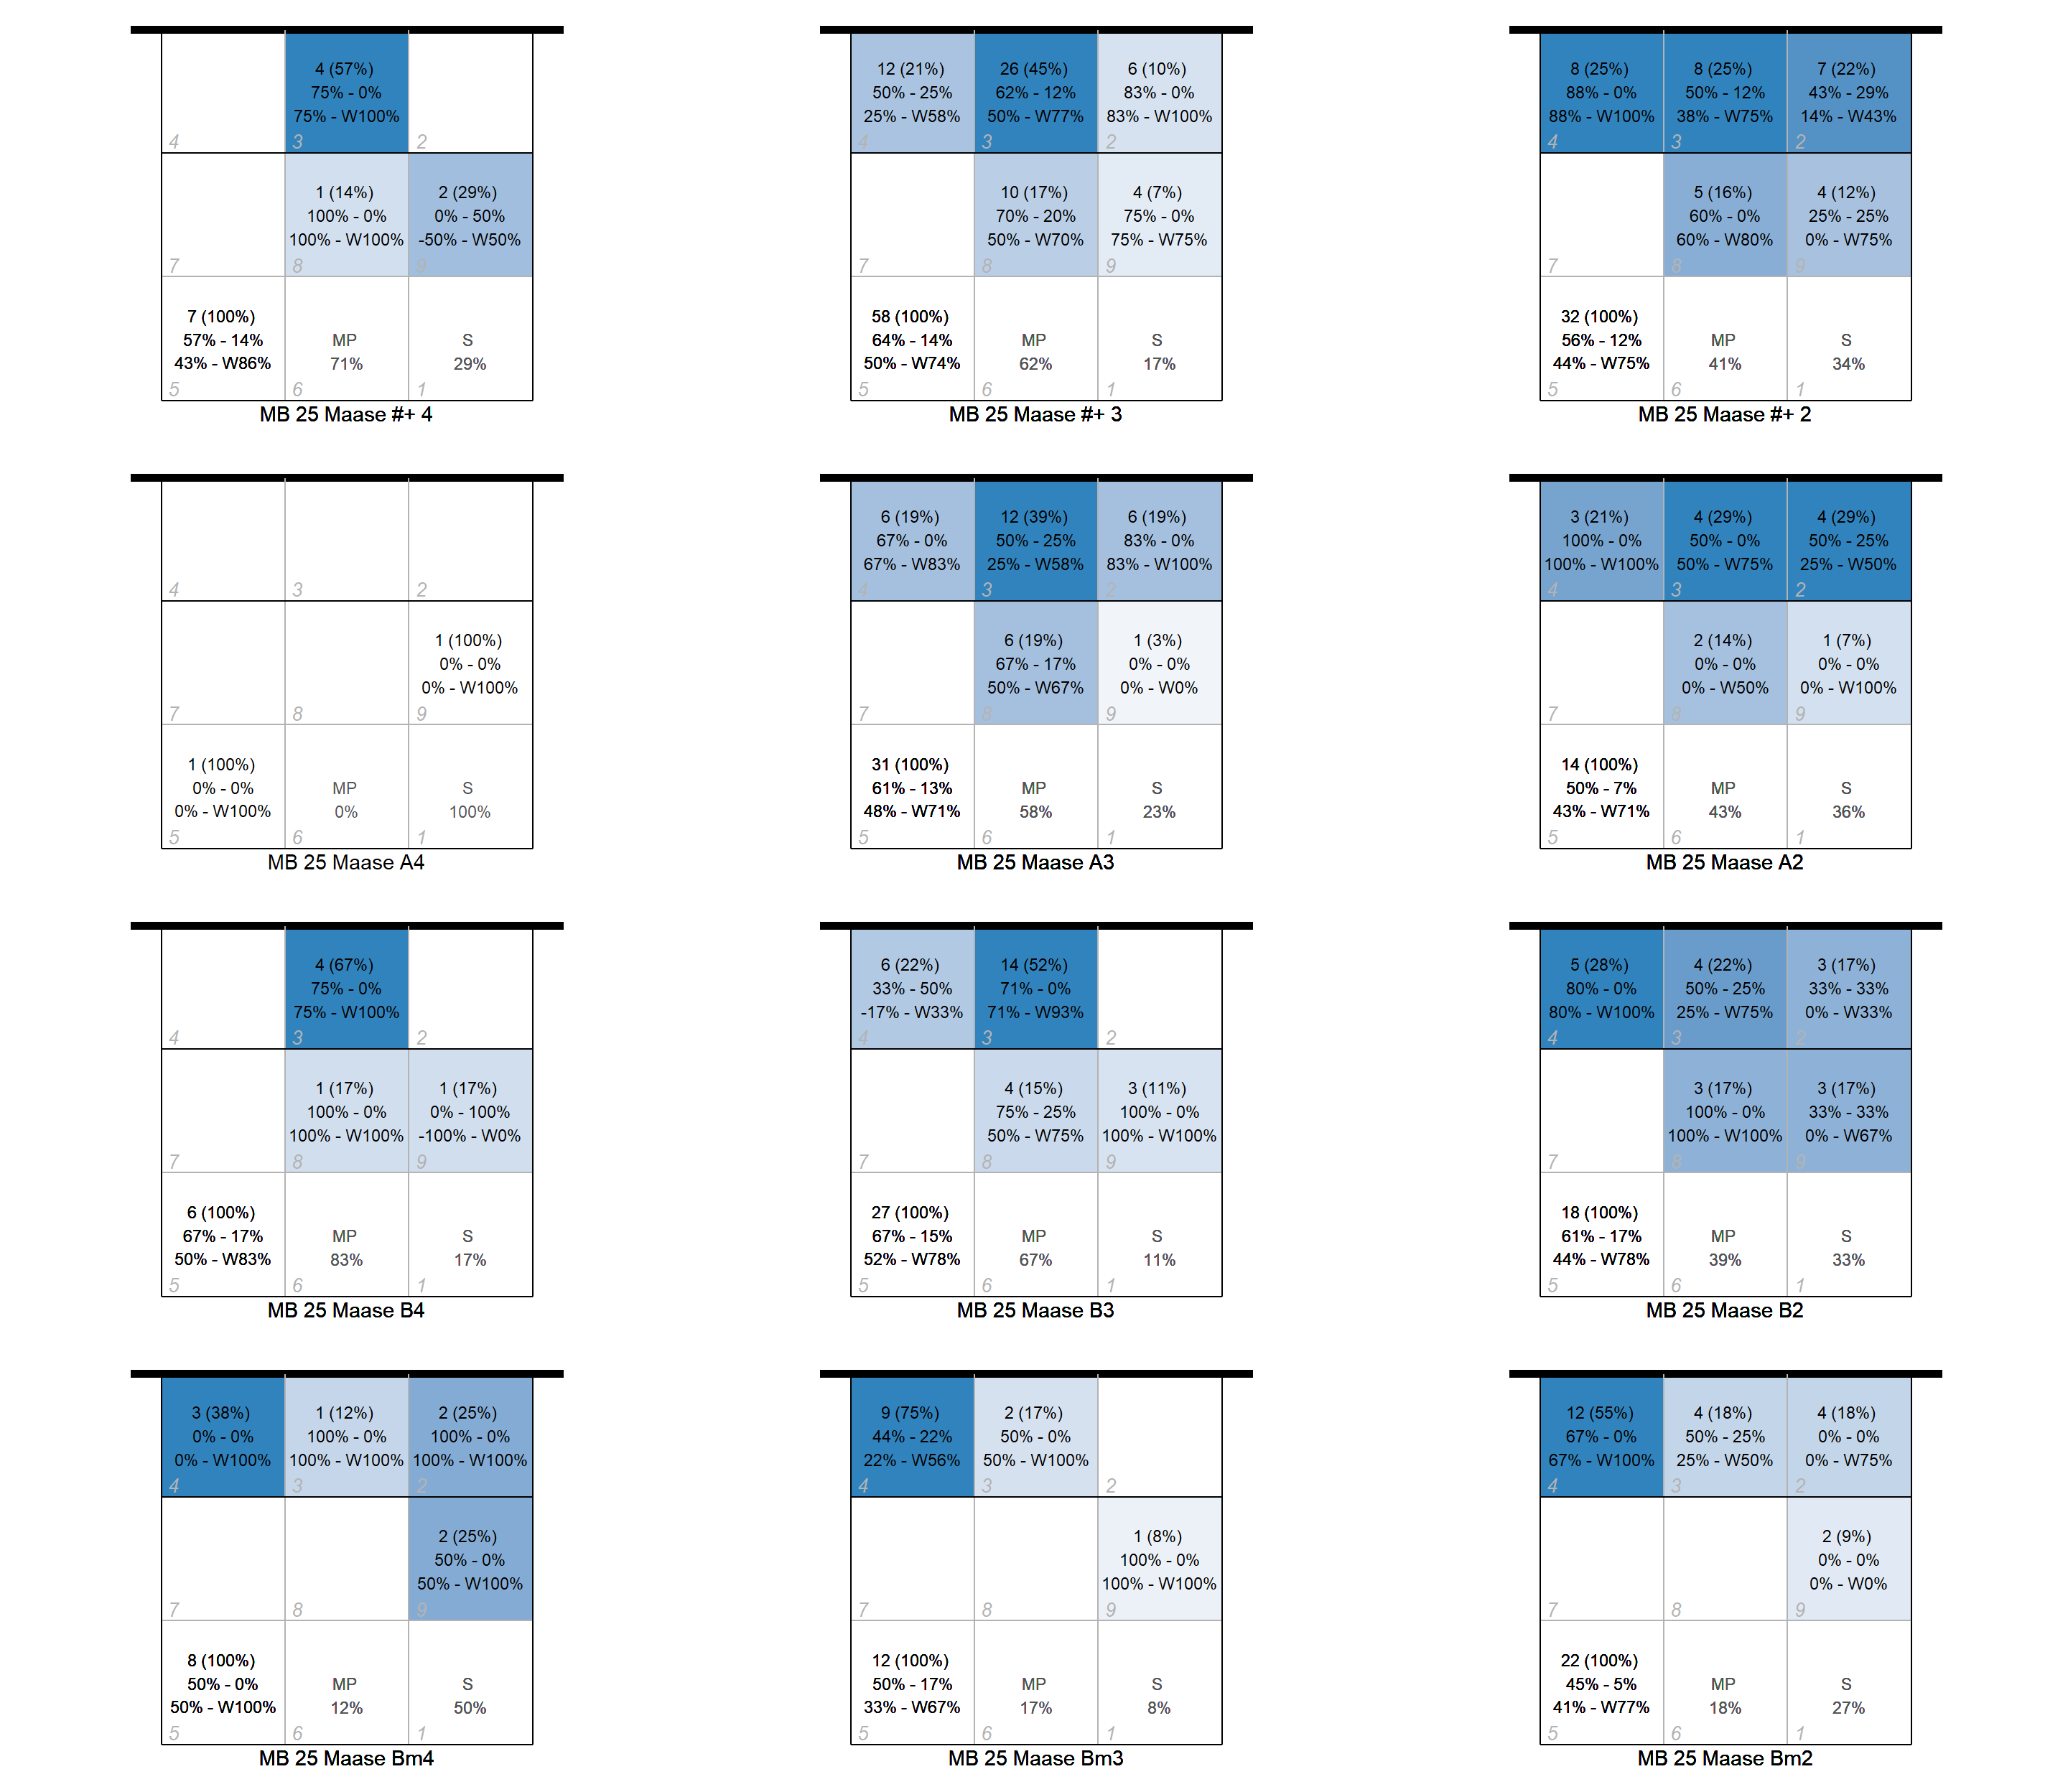 4 (57%)
75% - 0%
75% - W100%
4
3
2
1 (14%)
100% - 0%
100% - W100%
2 (29%)
0% - 50%
-50% - W50%
7
8
9
7 (100%)
57% - 14%
43% - W86%
MP
71%
S
29%
5
6
1
MB 25 Maase #+ 4
12 (21%)
50% - 25%
25% - W58%
26 (45%)
62% - 12%
50% - W77%
6 (10%)
83% - 0%
83% - W100%
4
3
2
10 (17%)
70% - 20%
50% - W70%
4 (7%)
75% - 0%
75% - W75%
7
8
9
58 (100%)
64% - 14%
50% - W74%
MP
62%
S
17%
5
6
1
MB 25 Maase #+ 3
8 (25%)
88% - 0%
88% - W100%
8 (25%)
50% - 12%
38% - W75%
7 (22%)
43% - 29%
14% - W43%
4
3
2
5 (16%)
60% - 0%
60% - W80%
4 (12%)
25% - 25%
0% - W75%
7
8
9
32 (100%)
56% - 12%
44% - W75%
MP
41%
S
34%
5
6
1
MB 25 Maase #+ 2
4
3
2
1 (100%)
0% - 0%
0% - W100%
7
8
9
1 (100%)
0% - 0%
0% - W100%
MP
0%
S
100%
5
6
1
MB 25 Maase A4
6 (19%)
67% - 0%
67% - W83%
12 (39%)
50% - 25%
25% - W58%
6 (19%)
83% - 0%
83% - W100%
4
3
2
6 (19%)
67% - 17%
50% - W67%
1 (3%)
0% - 0%
0% - W0%
7
8
9
31 (100%)
61% - 13%
48% - W71%
MP
58%
S
23%
5
6
1
MB 25 Maase A3
3 (21%)
100% - 0%
100% - W100%
4 (29%)
50% - 0%
50% - W75%
4 (29%)
50% - 25%
25% - W50%
4
3
2
2 (14%)
0% - 0%
0% - W50%
1 (7%)
0% - 0%
0% - W100%
7
8
9
14 (100%)
50% - 7%
43% - W71%
MP
43%
S
36%
5
6
1
MB 25 Maase A2
4 (67%)
75% - 0%
75% - W100%
4
3
2
1 (17%)
100% - 0%
100% - W100%
1 (17%)
0% - 100%
-100% - W0%
7
8
9
6 (100%)
67% - 17%
50% - W83%
MP
83%
S
17%
5
6
1
MB 25 Maase B4
6 (22%)
33% - 50%
-17% - W33%
14 (52%)
71% - 0%
71% - W93%
4
3
2
4 (15%)
75% - 25%
50% - W75%
3 (11%)
100% - 0%
100% - W100%
7
8
9
27 (100%)
67% - 15%
52% - W78%
MP
67%
S
11%
5
6
1
MB 25 Maase B3
5 (28%)
80% - 0%
80% - W100%
4 (22%)
50% - 25%
25% - W75%
3 (17%)
33% - 33%
0% - W33%
4
3
2
3 (17%)
100% - 0%
100% - W100%
3 (17%)
33% - 33%
0% - W67%
7
8
9
18 (100%)
61% - 17%
44% - W78%
MP
39%
S
33%
5
6
1
MB 25 Maase B2
3 (38%)
0% - 0%
0% - W100%
1 (12%)
100% - 0%
100% - W100%
2 (25%)
100% - 0%
100% - W100%
4
3
2
2 (25%)
50% - 0%
50% - W100%
7
8
9
8 (100%)
50% - 0%
50% - W100%
MP
12%
S
50%
5
6
1
MB 25 Maase Bm4
9 (75%)
44% - 22%
22% - W56%
2 (17%)
50% - 0%
50% - W100%
4
3
2
1 (8%)
100% - 0%
100% - W100%
7
8
9
12 (100%)
50% - 17%
33% - W67%
MP
17%
S
8%
5
6
1
MB 25 Maase Bm3
12 (55%)
67% - 0%
67% - W100%
4 (18%)
50% - 25%
25% - W50%
4 (18%)
0% - 0%
0% - W75%
4
3
2
2 (9%)
0% - 0%
0% - W0%
7
8
9
22 (100%)
45% - 5%
41% - W77%
MP
18%
S
27%
5
6
1
MB 25 Maase Bm2